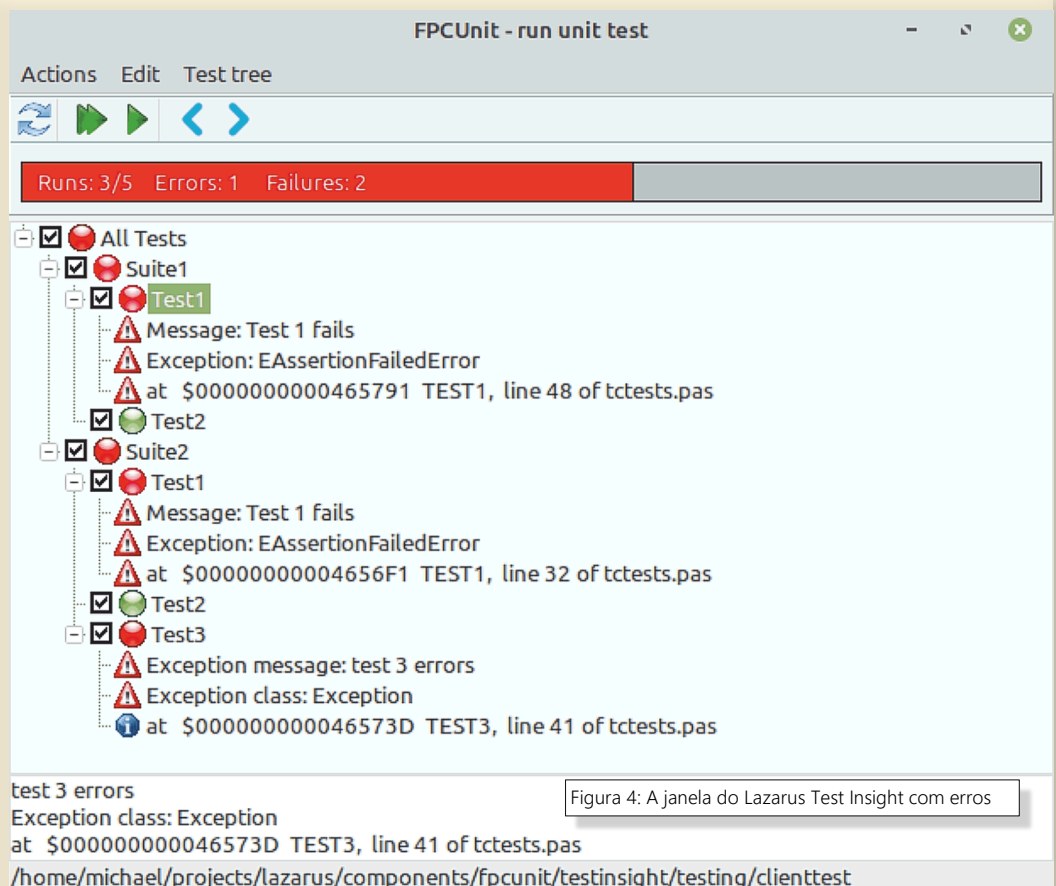 FPCUnit - run unit test
Actions Edit Test tree
Runs: 3/5 Errors: 1 Failures: 2
All Tests
Suite1
Test1
Message: Test 1 fails
Exception: EAssertionFailedError
at $0000000000465791 TEST1, line 48 of tctests.pas
Test2
Suite2
Test1
Message: Test 1 fails
Exception: EAssertionFailedError
at $00000000004656F1 TEST1, line 32 of tctests.pas
Test2
Test3
Exception message: test 3 errors
Exception class: Exception
at $000000000046573D TEST3, line 41 of tctests.pas
test 3 errors
Exception class: Exception
at $000000000046573D TEST3, line 41 of tctests.pas
Figura 4: A janela do Lazarus Test Insight com erros
/home/michael/projects/lazarus/components/fpcunit/testinsight/testing/clienttest